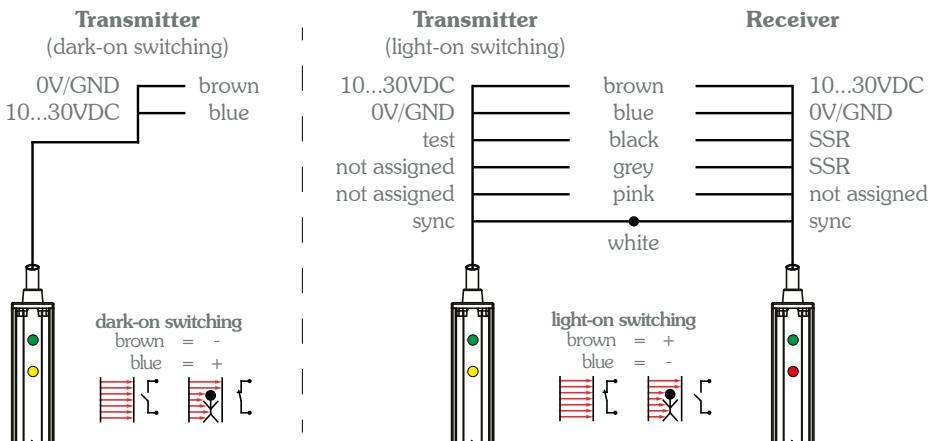 Transmitter
(dark-on switching)
0V/GND brown
10...30VDC blue
dark-on switching
brown = -
blue = +
Transmitter Receiver
(light-on switching)
10...30VDC brown 10...30VDC
0V/GND blue 0V/GND
test black SSR
not assigned grey SSR
not assigned pink not assigned
sync sync
white
light-on switching
brown = +
blue = -